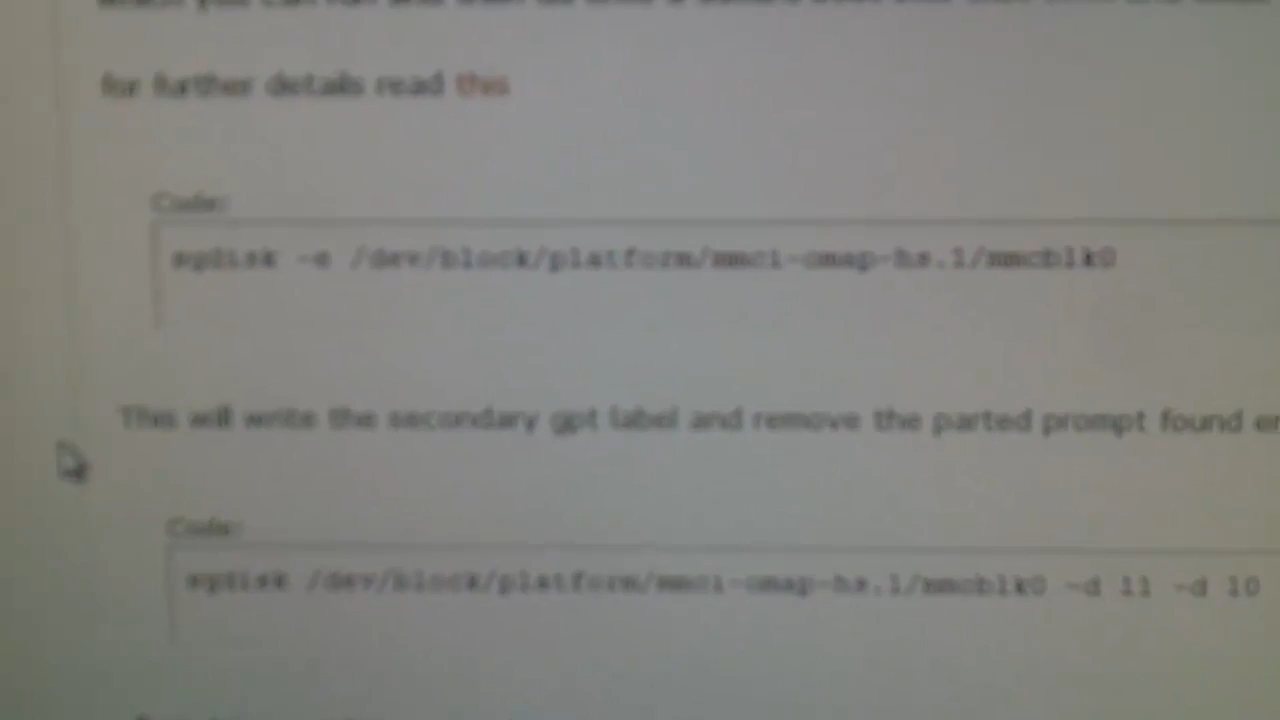 for further details read this
Code:
sgdisk -e /dev/block/platform/mmci-omap-hs.1/mmcblk0
This will write the secondary gpt label and remove the parted prompt found
Code:
sgdisk /dev/block/platform/mmci-omap-hs.1/mmcblk0 -d 11 -d 10